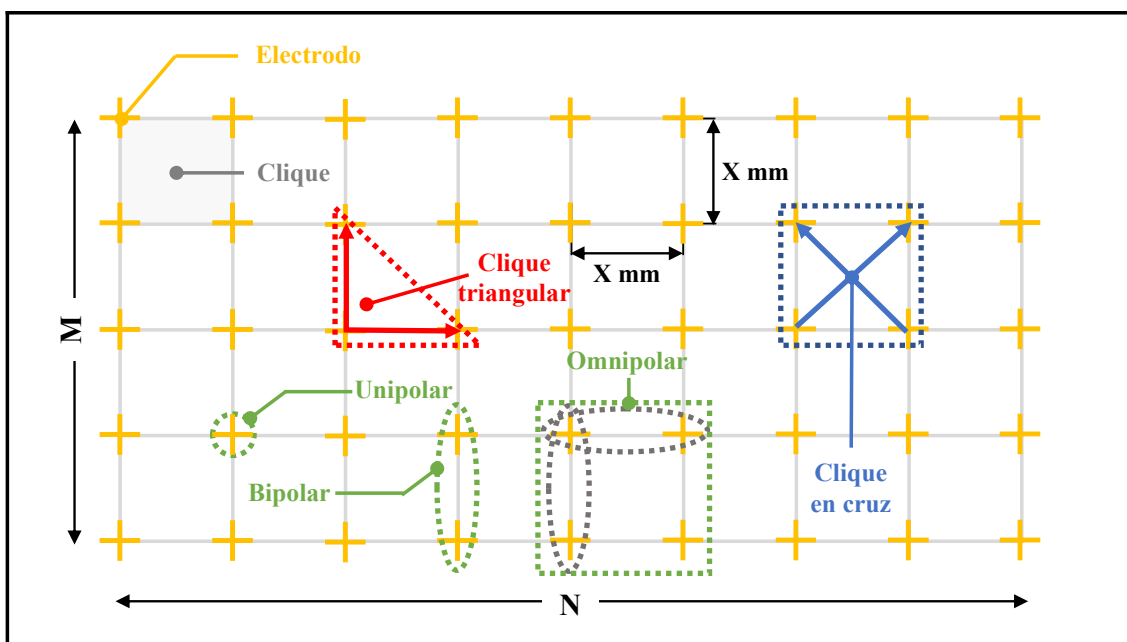 Electrodo
Clique
X mm
X mm
Clique
triangular
M
Omnipolar
Unipolar
Bipolar
Clique
en cruz
N